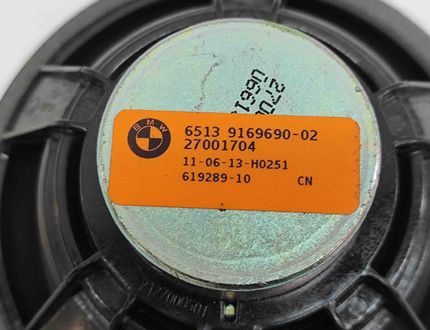 BMW
6513 9169690-02
27001704
11-06-13-H0251
619289-10 CN